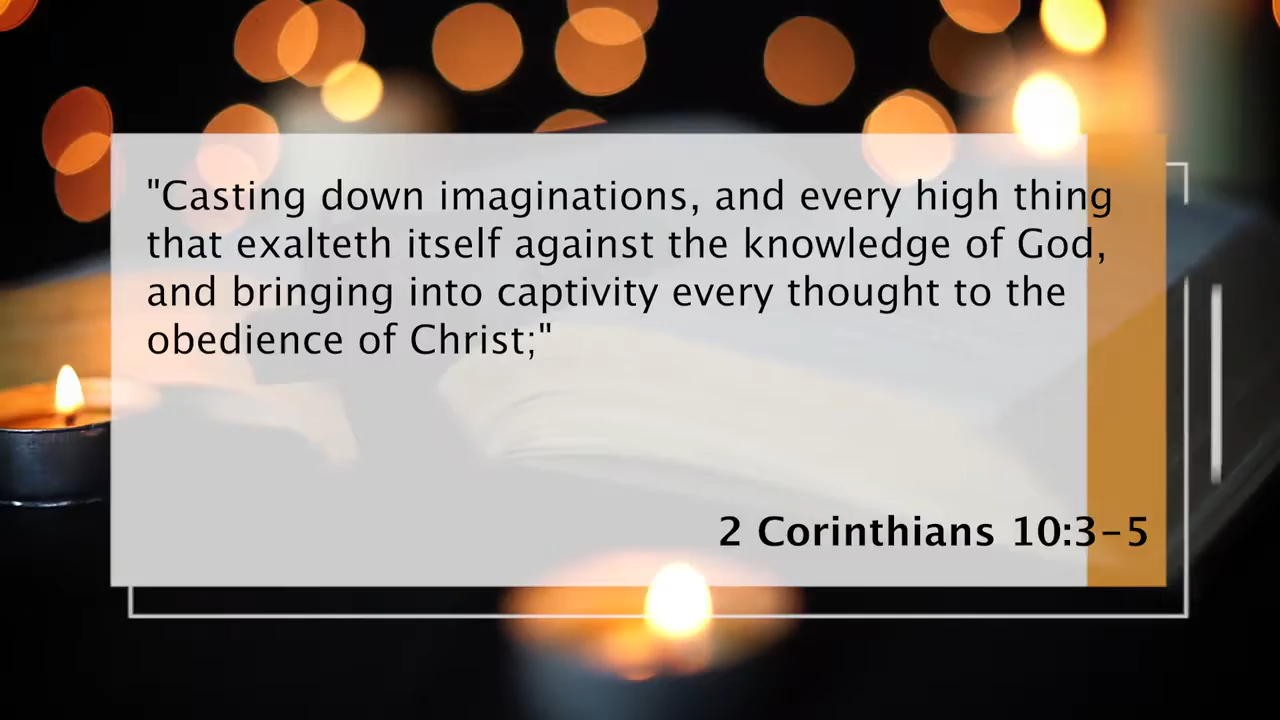 "Casting down imaginations, and every high thing
that exalteth itself against the knowledge of God,
and bringing into captivity every thought to the
obedience of Christ;"
2 Corinthians 10:3-5